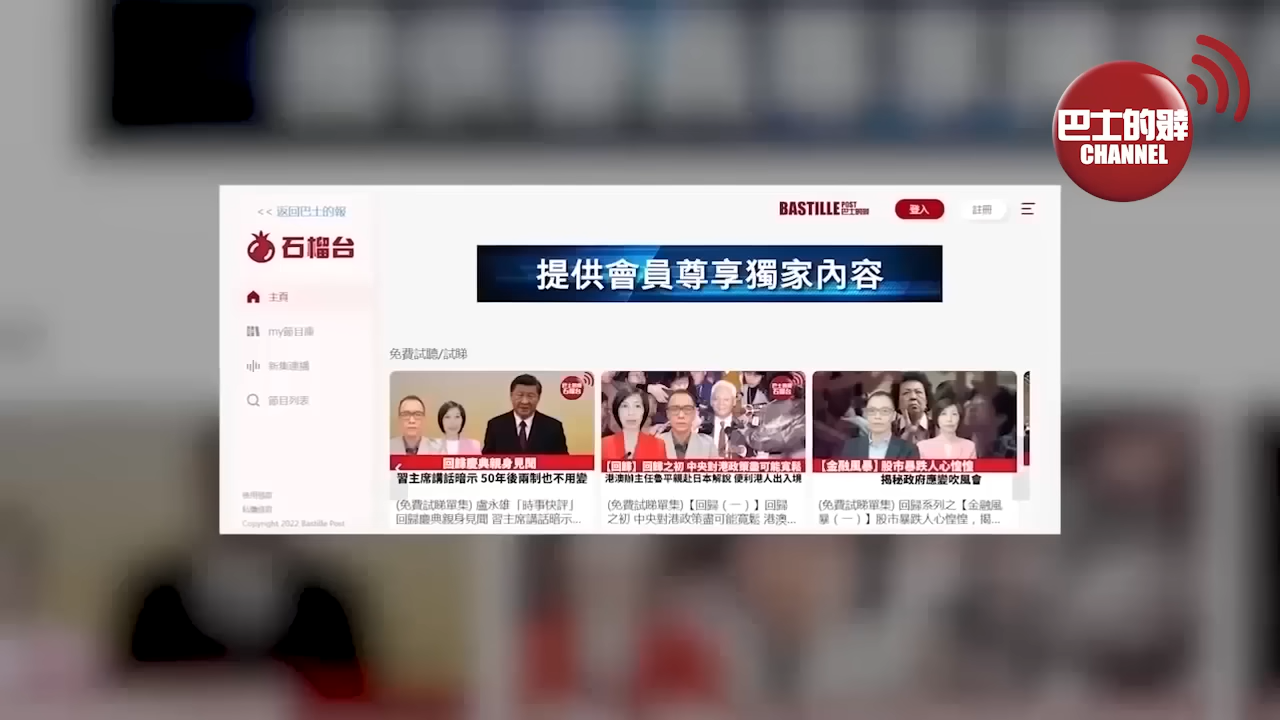 巴士的報
CHANNEL
<< 返回巴士的報
BASTILLE POST
巴士的報
登入
註冊
石榴台
提供會員尊享獨家內容
主頁
my節目庫
新集連播
節目列表
免費試聽/試睇
回歸慶典親身見聞
習主席講話暗示 50年後兩制也不用變
(免費試睇單集) 盧永雄「時事快評」
回歸慶典親身見聞 習主席講話暗示...
【回歸】回歸之初 中央對港政策盡可能寬鬆
港澳辦主任魯平親赴日本解說 便利港人出入境
(免費試睇單集)【回歸（一）】回歸
之初 中央對港政策盡可能寬鬆 港澳...
【金融風暴】股市暴跌人心惶惶
揭秘政府應變吹風會
(免費試睇單集) 回歸系列之【金融風
暴（一）】股市暴跌人心惶惶，揭...
Copyright 2022 Bastille Post